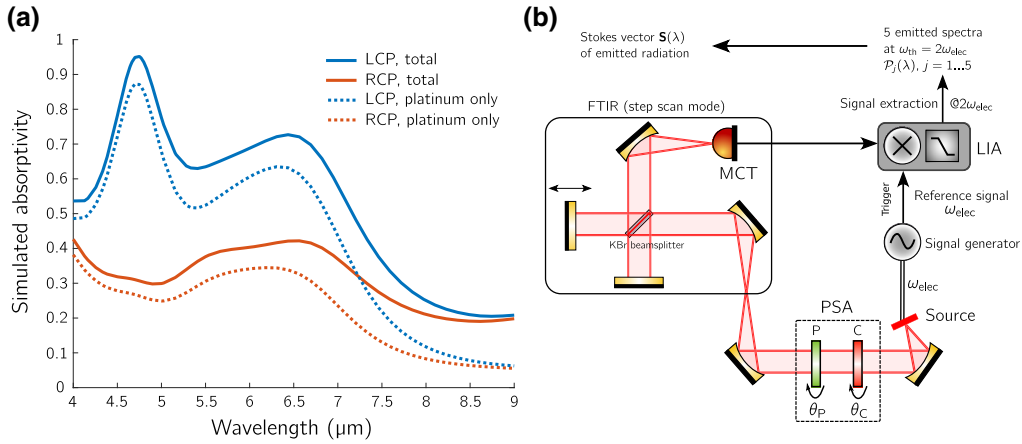 (a)
1
0.9
0.8
0.7
0.6
0.5
0.4
0.3
0.2
0.1
0
Simulated absorptivity
4
4.5
5
5.5
6
6.5
7
7.5
8
8.5
9
Wavelength (µm)
LCP, total
RCP, total
LCP, platinum only
RCP, platinum only
(b)
Stokes vector S(λ)
of emitted radiation
5 emitted spectra
at ω_th = 2ω_elec
𝒫_j(λ), j = 1...5
Signal extraction @2ω_elec
FTIR (step scan mode)
MCT
LIA
KBr beamsplitter
Trigger
Reference signal
ω_elec
Signal generator
ω_elec
Source
PSA
P
C
θ_P
θ_C